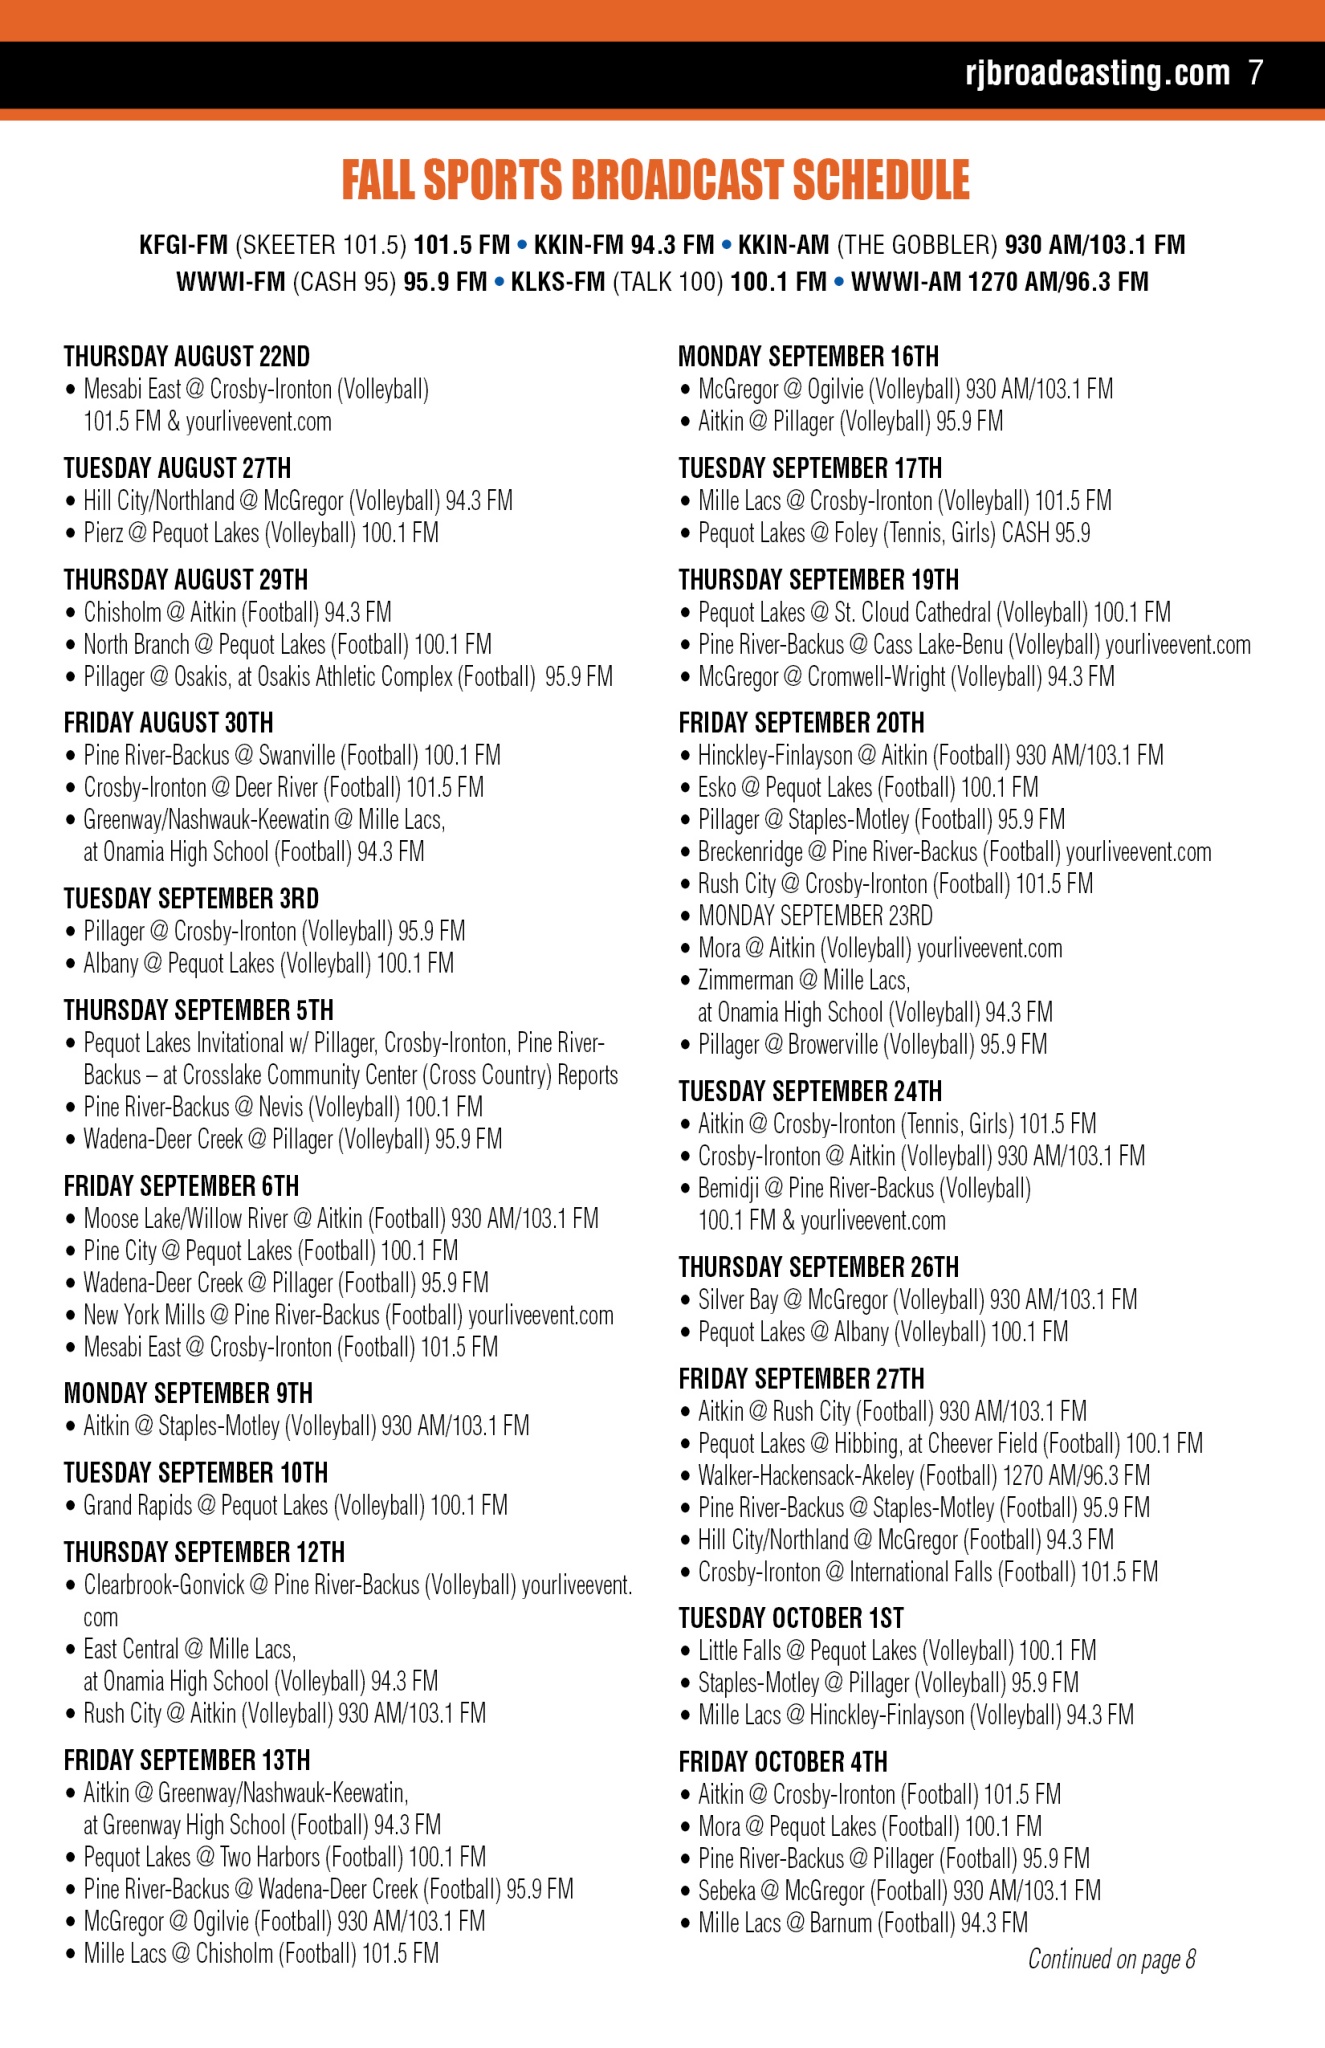 rjbroadcasting.com 7
FALL SPORTS BROADCAST SCHEDULE
KFGI-FM (SKEETER 101.5) 101.5 FM • KKIN-FM 94.3 FM • KKIN-AM (THE GOBBLER) 930 AM/103.1 FM
WWWI-FM (CASH 95) 95.9 FM • KLKS-FM (TALK 100) 100.1 FM • WWWI-AM 1270 AM/96.3 FM
THURSDAY AUGUST 22ND
• Mesabi East @ Crosby-Ironton (Volleyball)
101.5 FM & yourliveevent.com
TUESDAY AUGUST 27TH
• Hill City/Northland @ McGregor (Volleyball) 94.3 FM
• Pierz @ Pequot Lakes (Volleyball) 100.1 FM
THURSDAY AUGUST 29TH
• Chisholm @ Aitkin (Football) 94.3 FM
• North Branch @ Pequot Lakes (Football) 100.1 FM
• Pillager @ Osakis, at Osakis Athletic Complex (Football) 95.9 FM
FRIDAY AUGUST 30TH
• Pine River-Backus @ Swanville (Football) 100.1 FM
• Crosby-Ironton @ Deer River (Football) 101.5 FM
• Greenway/Nashwauk-Keewatin @ Mille Lacs,
at Onamia High School (Football) 94.3 FM
TUESDAY SEPTEMBER 3RD
• Pillager @ Crosby-Ironton (Volleyball) 95.9 FM
• Albany @ Pequot Lakes (Volleyball) 100.1 FM
THURSDAY SEPTEMBER 5TH
• Pequot Lakes Invitational w/ Pillager, Crosby-Ironton, Pine River-
Backus – at Crosslake Community Center (Cross Country) Reports
• Pine River-Backus @ Nevis (Volleyball) 100.1 FM
• Wadena-Deer Creek @ Pillager (Volleyball) 95.9 FM
FRIDAY SEPTEMBER 6TH
• Moose Lake/Willow River @ Aitkin (Football) 930 AM/103.1 FM
• Pine City @ Pequot Lakes (Football) 100.1 FM
• Wadena-Deer Creek @ Pillager (Football) 95.9 FM
• New York Mills @ Pine River-Backus (Football) yourliveevent.com
• Mesabi East @ Crosby-Ironton (Football) 101.5 FM
MONDAY SEPTEMBER 9TH
• Aitkin @ Staples-Motley (Volleyball) 930 AM/103.1 FM
TUESDAY SEPTEMBER 10TH
• Grand Rapids @ Pequot Lakes (Volleyball) 100.1 FM
THURSDAY SEPTEMBER 12TH
• Clearbrook-Gonvick @ Pine River-Backus (Volleyball) yourliveevent.
com
• East Central @ Mille Lacs,
at Onamia High School (Volleyball) 94.3 FM
• Rush City @ Aitkin (Volleyball) 930 AM/103.1 FM
FRIDAY SEPTEMBER 13TH
• Aitkin @ Greenway/Nashwauk-Keewatin,
at Greenway High School (Football) 94.3 FM
• Pequot Lakes @ Two Harbors (Football) 100.1 FM
• Pine River-Backus @ Wadena-Deer Creek (Football) 95.9 FM
• McGregor @ Ogilvie (Football) 930 AM/103.1 FM
• Mille Lacs @ Chisholm (Football) 101.5 FM
MONDAY SEPTEMBER 16TH
• McGregor @ Ogilvie (Volleyball) 930 AM/103.1 FM
• Aitkin @ Pillager (Volleyball) 95.9 FM
TUESDAY SEPTEMBER 17TH
• Mille Lacs @ Crosby-Ironton (Volleyball) 101.5 FM
• Pequot Lakes @ Foley (Tennis, Girls) CASH 95.9
THURSDAY SEPTEMBER 19TH
• Pequot Lakes @ St. Cloud Cathedral (Volleyball) 100.1 FM
• Pine River-Backus @ Cass Lake-Benu (Volleyball) yourliveevent.com
• McGregor @ Cromwell-Wright (Volleyball) 94.3 FM
FRIDAY SEPTEMBER 20TH
• Hinckley-Finlayson @ Aitkin (Football) 930 AM/103.1 FM
• Esko @ Pequot Lakes (Football) 100.1 FM
• Pillager @ Staples-Motley (Football) 95.9 FM
• Breckenridge @ Pine River-Backus (Football) yourliveevent.com
• Rush City @ Crosby-Ironton (Football) 101.5 FM
• MONDAY SEPTEMBER 23RD
• Mora @ Aitkin (Volleyball) yourliveevent.com
• Zimmerman @ Mille Lacs,
at Onamia High School (Volleyball) 94.3 FM
• Pillager @ Browerville (Volleyball) 95.9 FM
TUESDAY SEPTEMBER 24TH
• Aitkin @ Crosby-Ironton (Tennis, Girls) 101.5 FM
• Crosby-Ironton @ Aitkin (Volleyball) 930 AM/103.1 FM
• Bemidji @ Pine River-Backus (Volleyball)
100.1 FM & yourliveevent.com
THURSDAY SEPTEMBER 26TH
• Silver Bay @ McGregor (Volleyball) 930 AM/103.1 FM
• Pequot Lakes @ Albany (Volleyball) 100.1 FM
FRIDAY SEPTEMBER 27TH
• Aitkin @ Rush City (Football) 930 AM/103.1 FM
• Pequot Lakes @ Hibbing, at Cheever Field (Football) 100.1 FM
• Walker-Hackensack-Akeley (Football) 1270 AM/96.3 FM
• Pine River-Backus @ Staples-Motley (Football) 95.9 FM
• Hill City/Northland @ McGregor (Football) 94.3 FM
• Crosby-Ironton @ International Falls (Football) 101.5 FM
TUESDAY OCTOBER 1ST
• Little Falls @ Pequot Lakes (Volleyball) 100.1 FM
• Staples-Motley @ Pillager (Volleyball) 95.9 FM
• Mille Lacs @ Hinckley-Finlayson (Volleyball) 94.3 FM
FRIDAY OCTOBER 4TH
• Aitkin @ Crosby-Ironton (Football) 101.5 FM
• Mora @ Pequot Lakes (Football) 100.1 FM
• Pine River-Backus @ Pillager (Football) 95.9 FM
• Sebeka @ McGregor (Football) 930 AM/103.1 FM
• Mille Lacs @ Barnum (Football) 94.3 FM
Continued on page 8